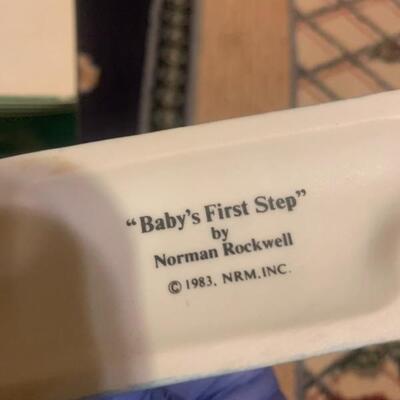 “Baby's First Step”
by
Norman Rockwell
© 1983, NRM,INC.